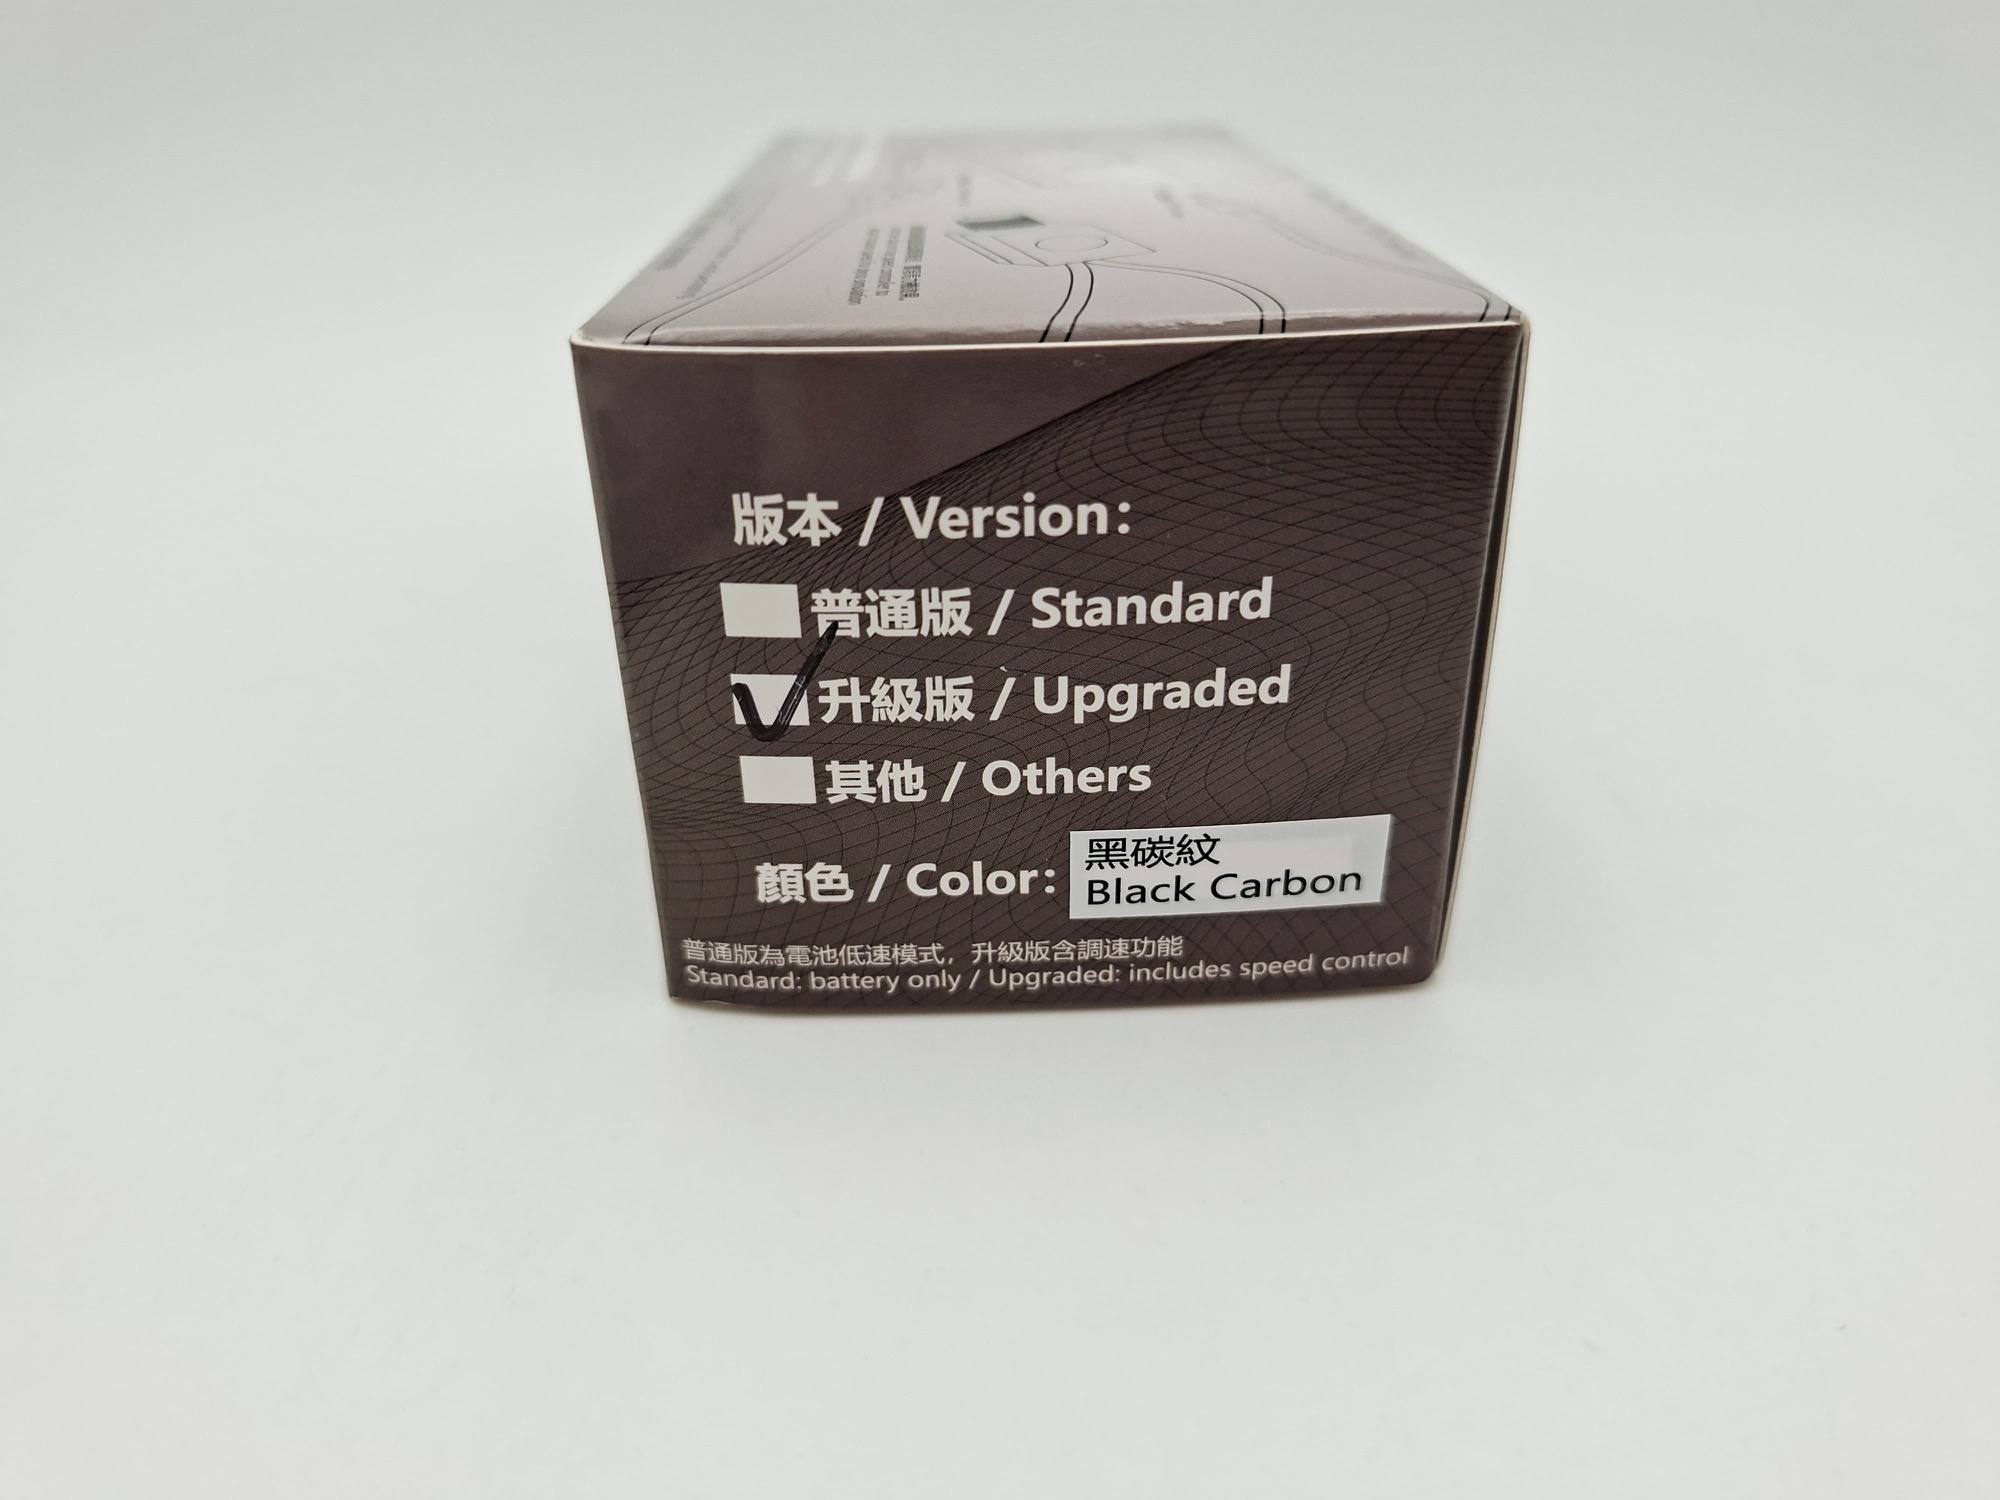 版本 / Version:
普通版 / Standard
升級版 / Upgraded
其他 / Others
顏色 / Color:
黑碳紋
Black Carbon
普通版為電池低速模式，升級版含調速功能
Standard: battery only / Upgraded: includes speed control